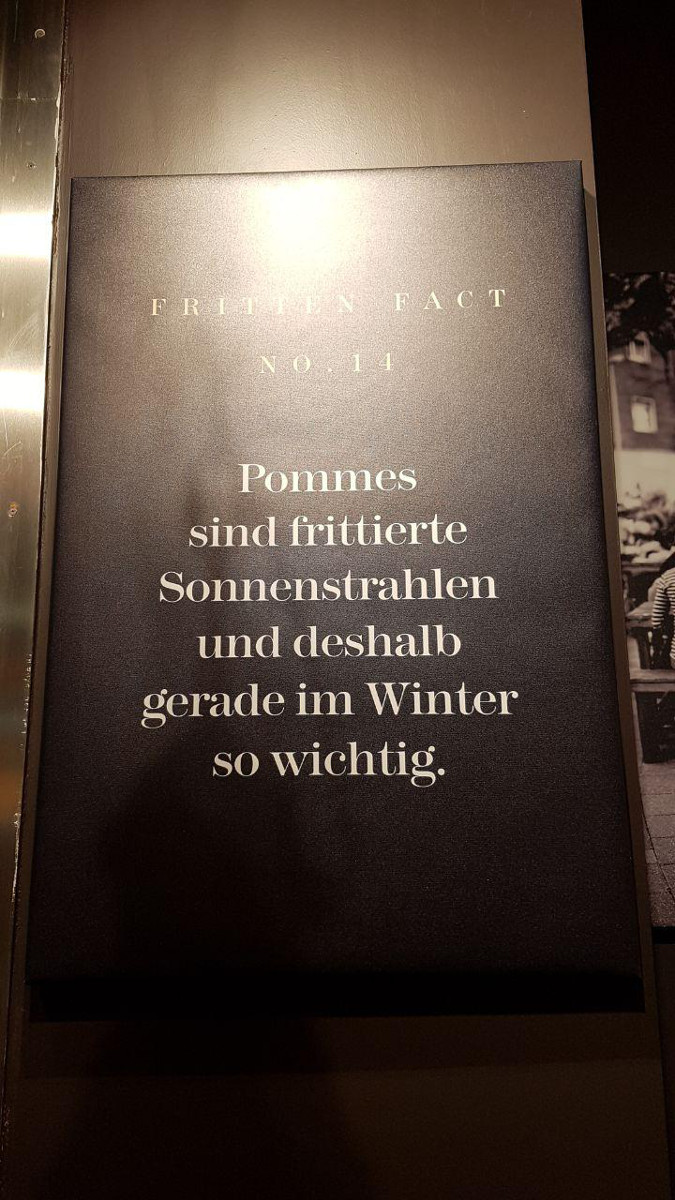 FRITTEN FACT
NO.14
Pommes
sind frittierte
Sonnenstrahlen
und deshalb
gerade im Winter
so wichtig.